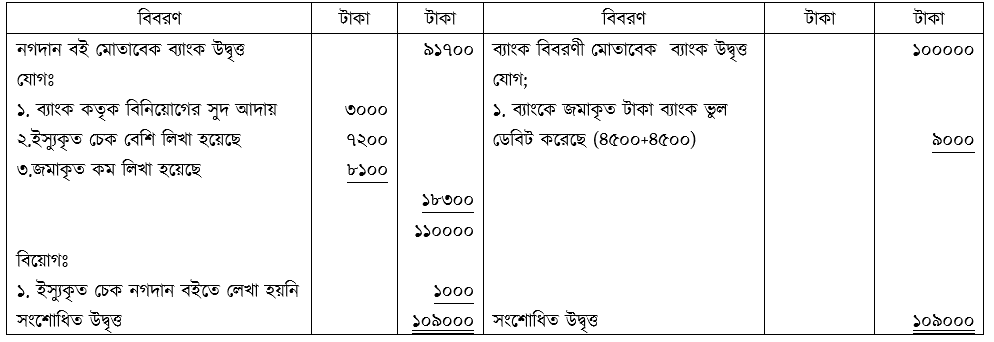 বিবরণ টাকা টাকা বিবরণ টাকা টাকা
নগদান বই মোতাবেক ব্যাংক উদ্বৃত্ত ৯১৭০০ ব্যাংক বিবরণী মোতাবেক ব্যাংক উদ্বৃত্ত ১০০০০০
যোগঃ যোগ;
১. ব্যাংক কতৃক বিনিয়োগের সুদ আদায় ৩০০০ ১. ব্যাংকে জমাকৃত টাকা ব্যাংক ভুল
২.ইস্যুকৃত চেক বেশি লিখা হয়েছে ৭২০০ ডেবিট করেছে (৪৫০০+৪৫০০) ৯০০০
৩.জমাকৃত কম লিখা হয়েছে ৮১০০
১৮৩০০
১১০০০০
বিয়োগঃ
১. ইস্যুকৃত চেক নগদান বইতে লেখা হয়নি ১০০০
সংশোধিত উদ্বৃত্ত ১০৯০০০ সংশোধিত উদ্বৃত্ত ১০৯০০০